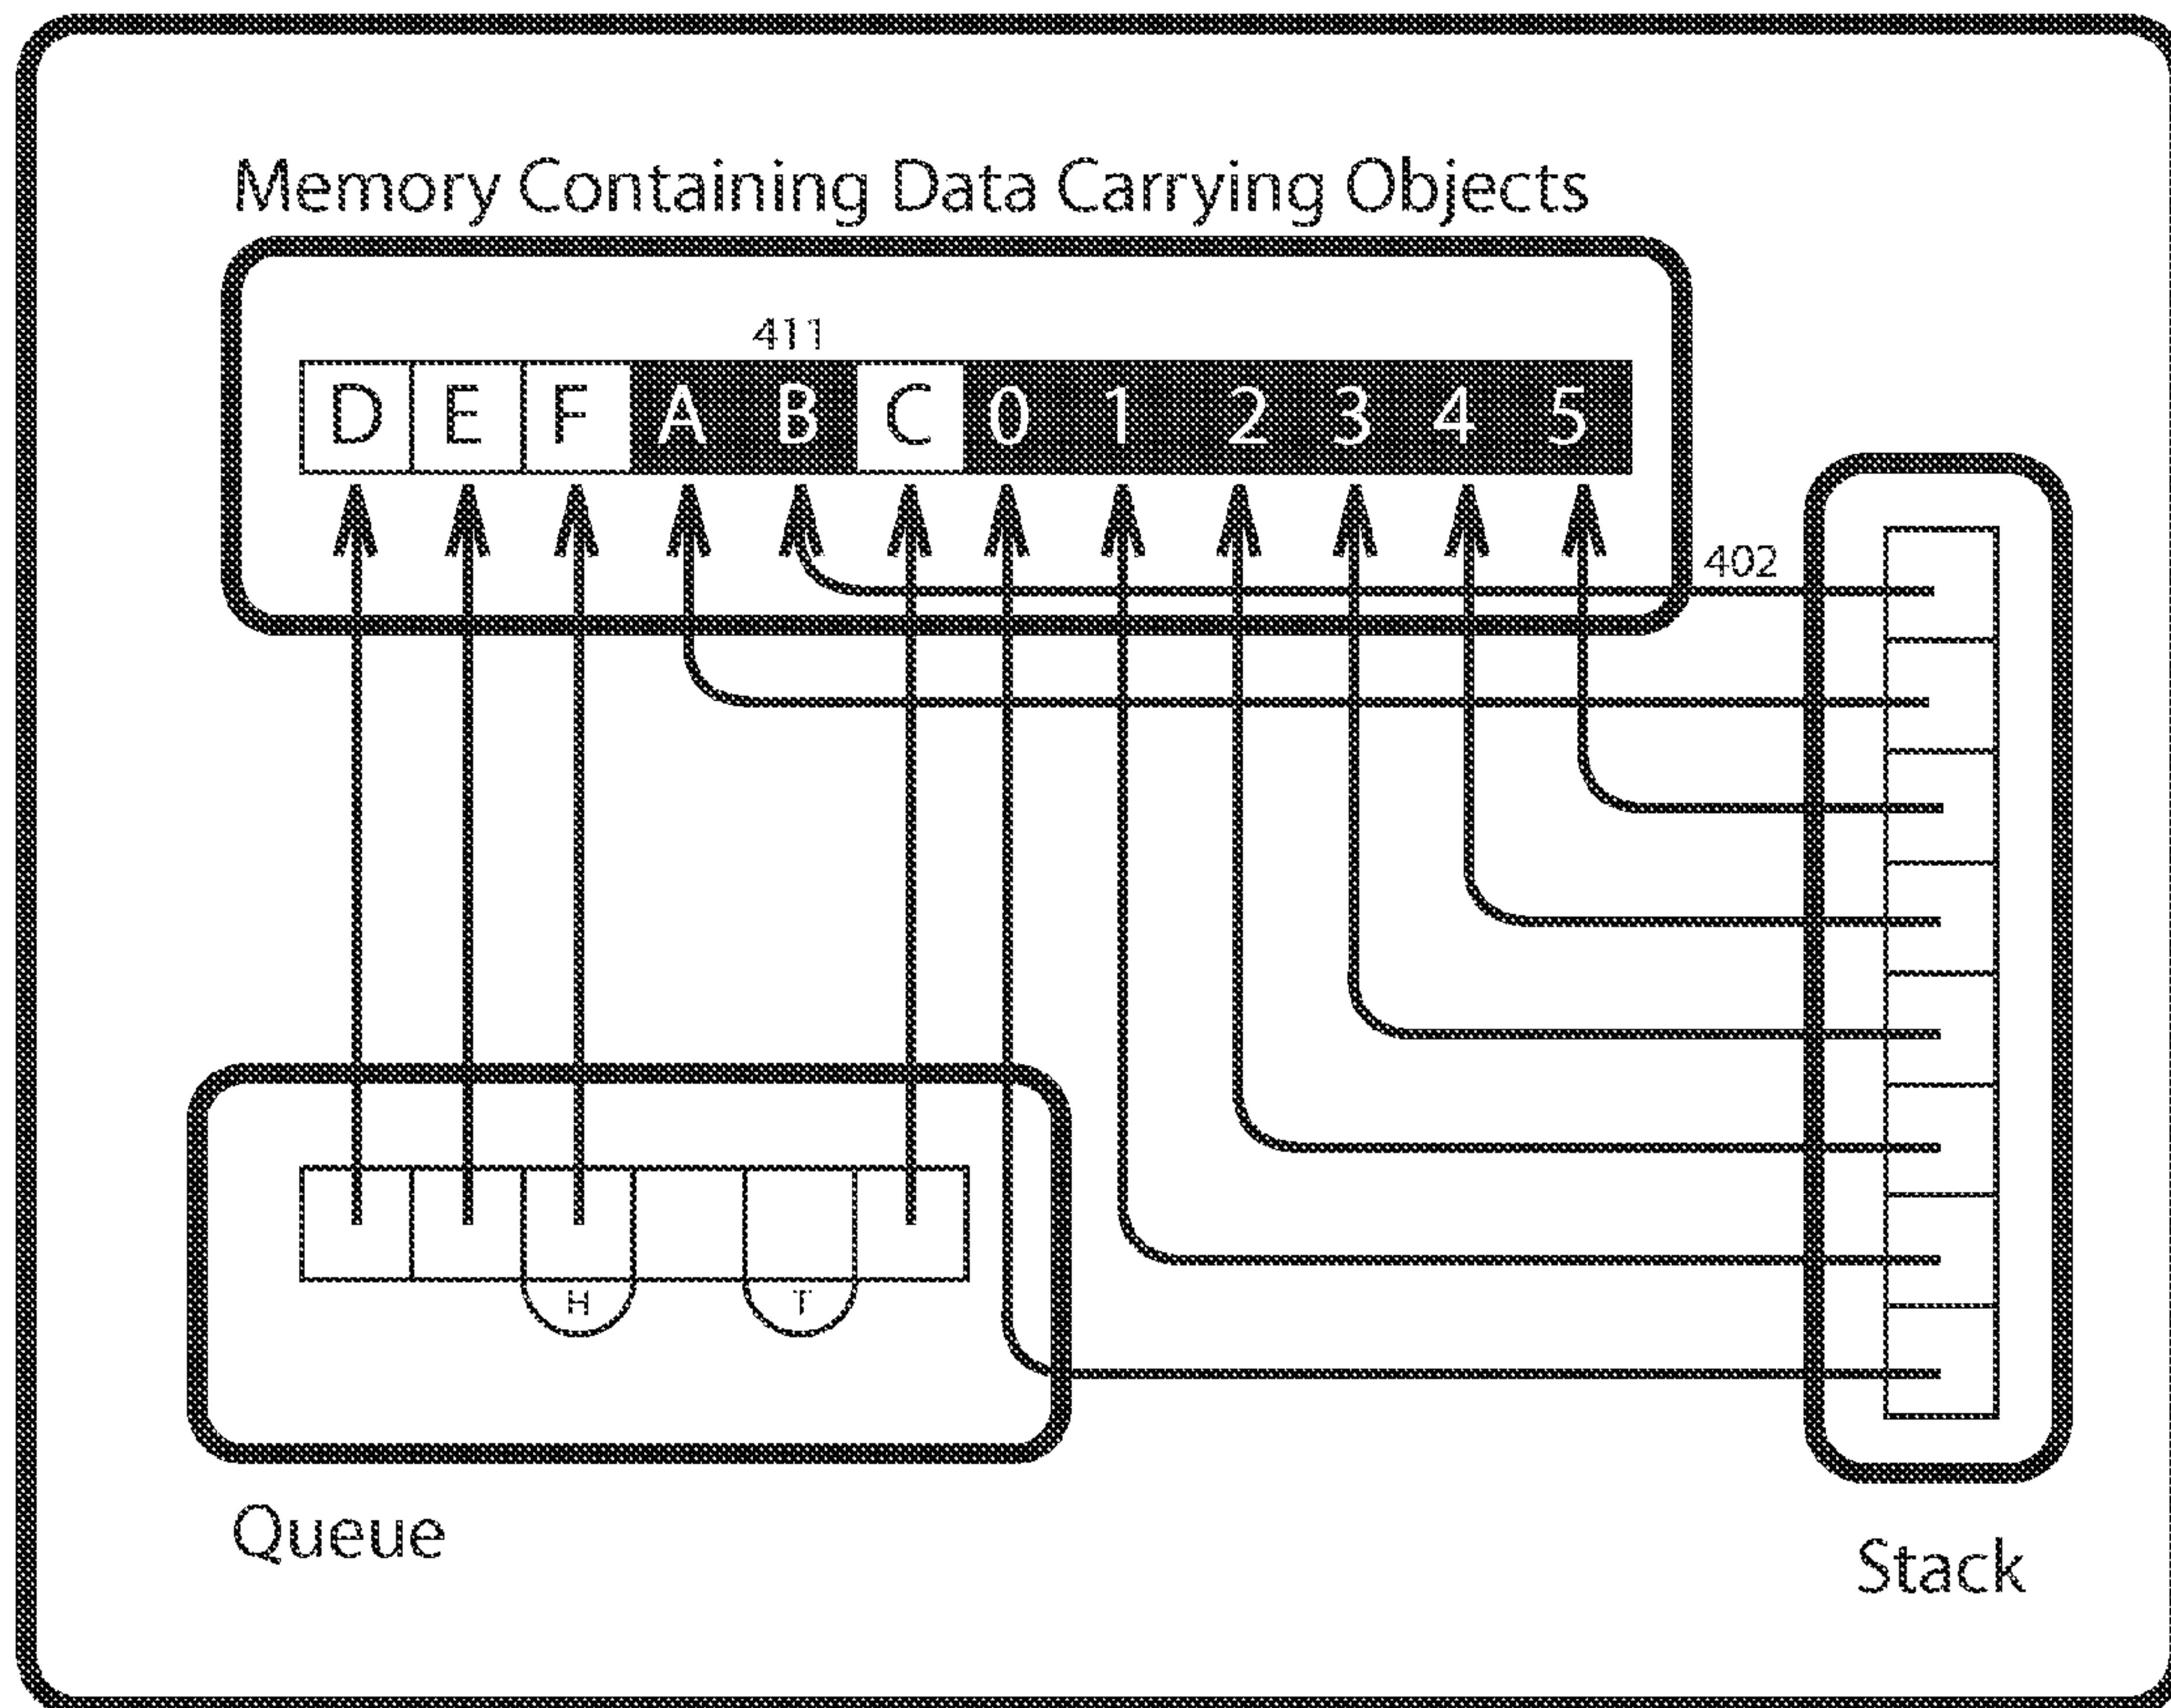 Memory Containing Data Carrying Objects
411
D E F A B C 0 1 2 3 4 5
402
H T
Queue
Stack